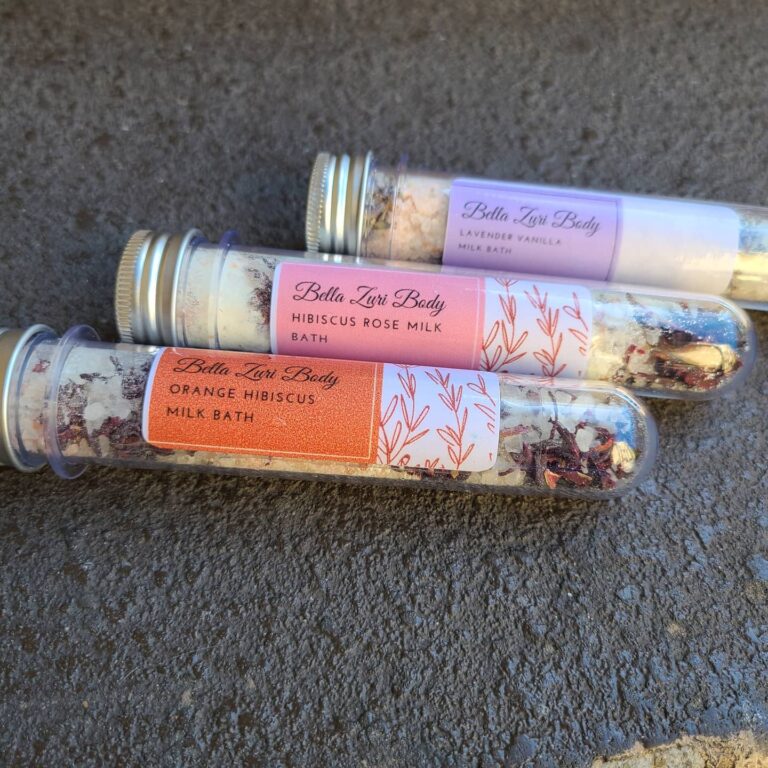 Bella Zuri Body
LAVENDER VANILLA
MILK BATH
Bella Zuri Body
HIBISCUS ROSE MILK
BATH
Bella Zuri Body
ORANGE HIBISCUS
MILK BATH